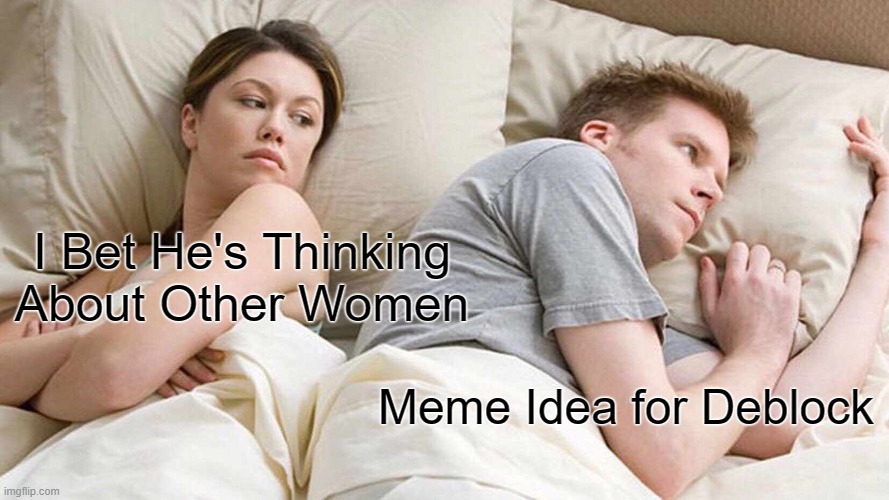 I Bet He's Thinking
About Other Women
Meme Idea for Deblock
imgflip.com